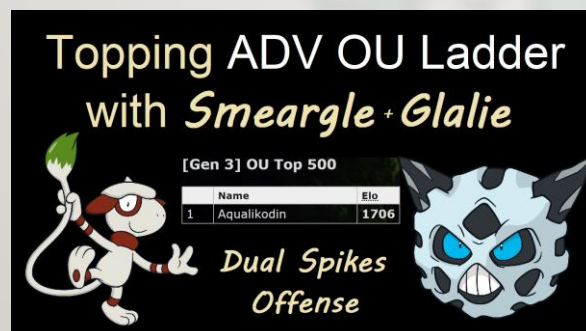 Topping ADV OU Ladder
with Smeargle + Glalie
[Gen 3] OU Top 500
Name Elo
1 Aqualikodin 1706
Dual Spikes
Offense